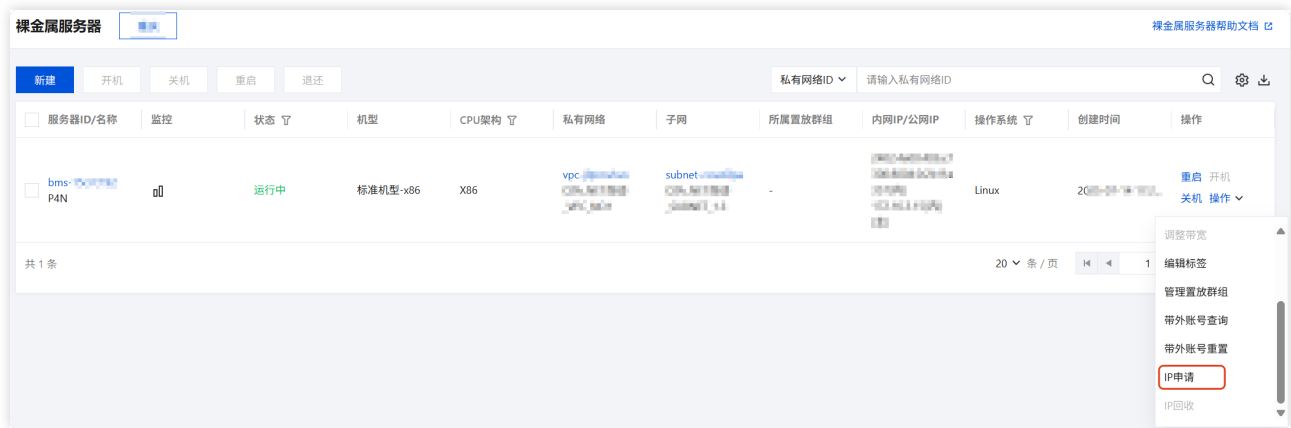 裸金属服务器
裸金属服务器帮助文档
新建 开机 关机 重启 退还 私有网络ID 请输入私有网络ID
服务器ID/名称 监控 状态 机型 CPU架构 私有网络 子网 所属置放群组 内网IP/公网IP 操作系统 创建时间 操作
bms-
P4N
运行中 标准机型-x86 X86
vpc-
subnet-
-
Linux
重启 开机
关机 操作
共 1 条 20 条 / 页 1
调整带宽
编辑标签
管理置放群组
带外账号查询
带外账号重置
IP申请
IP回收